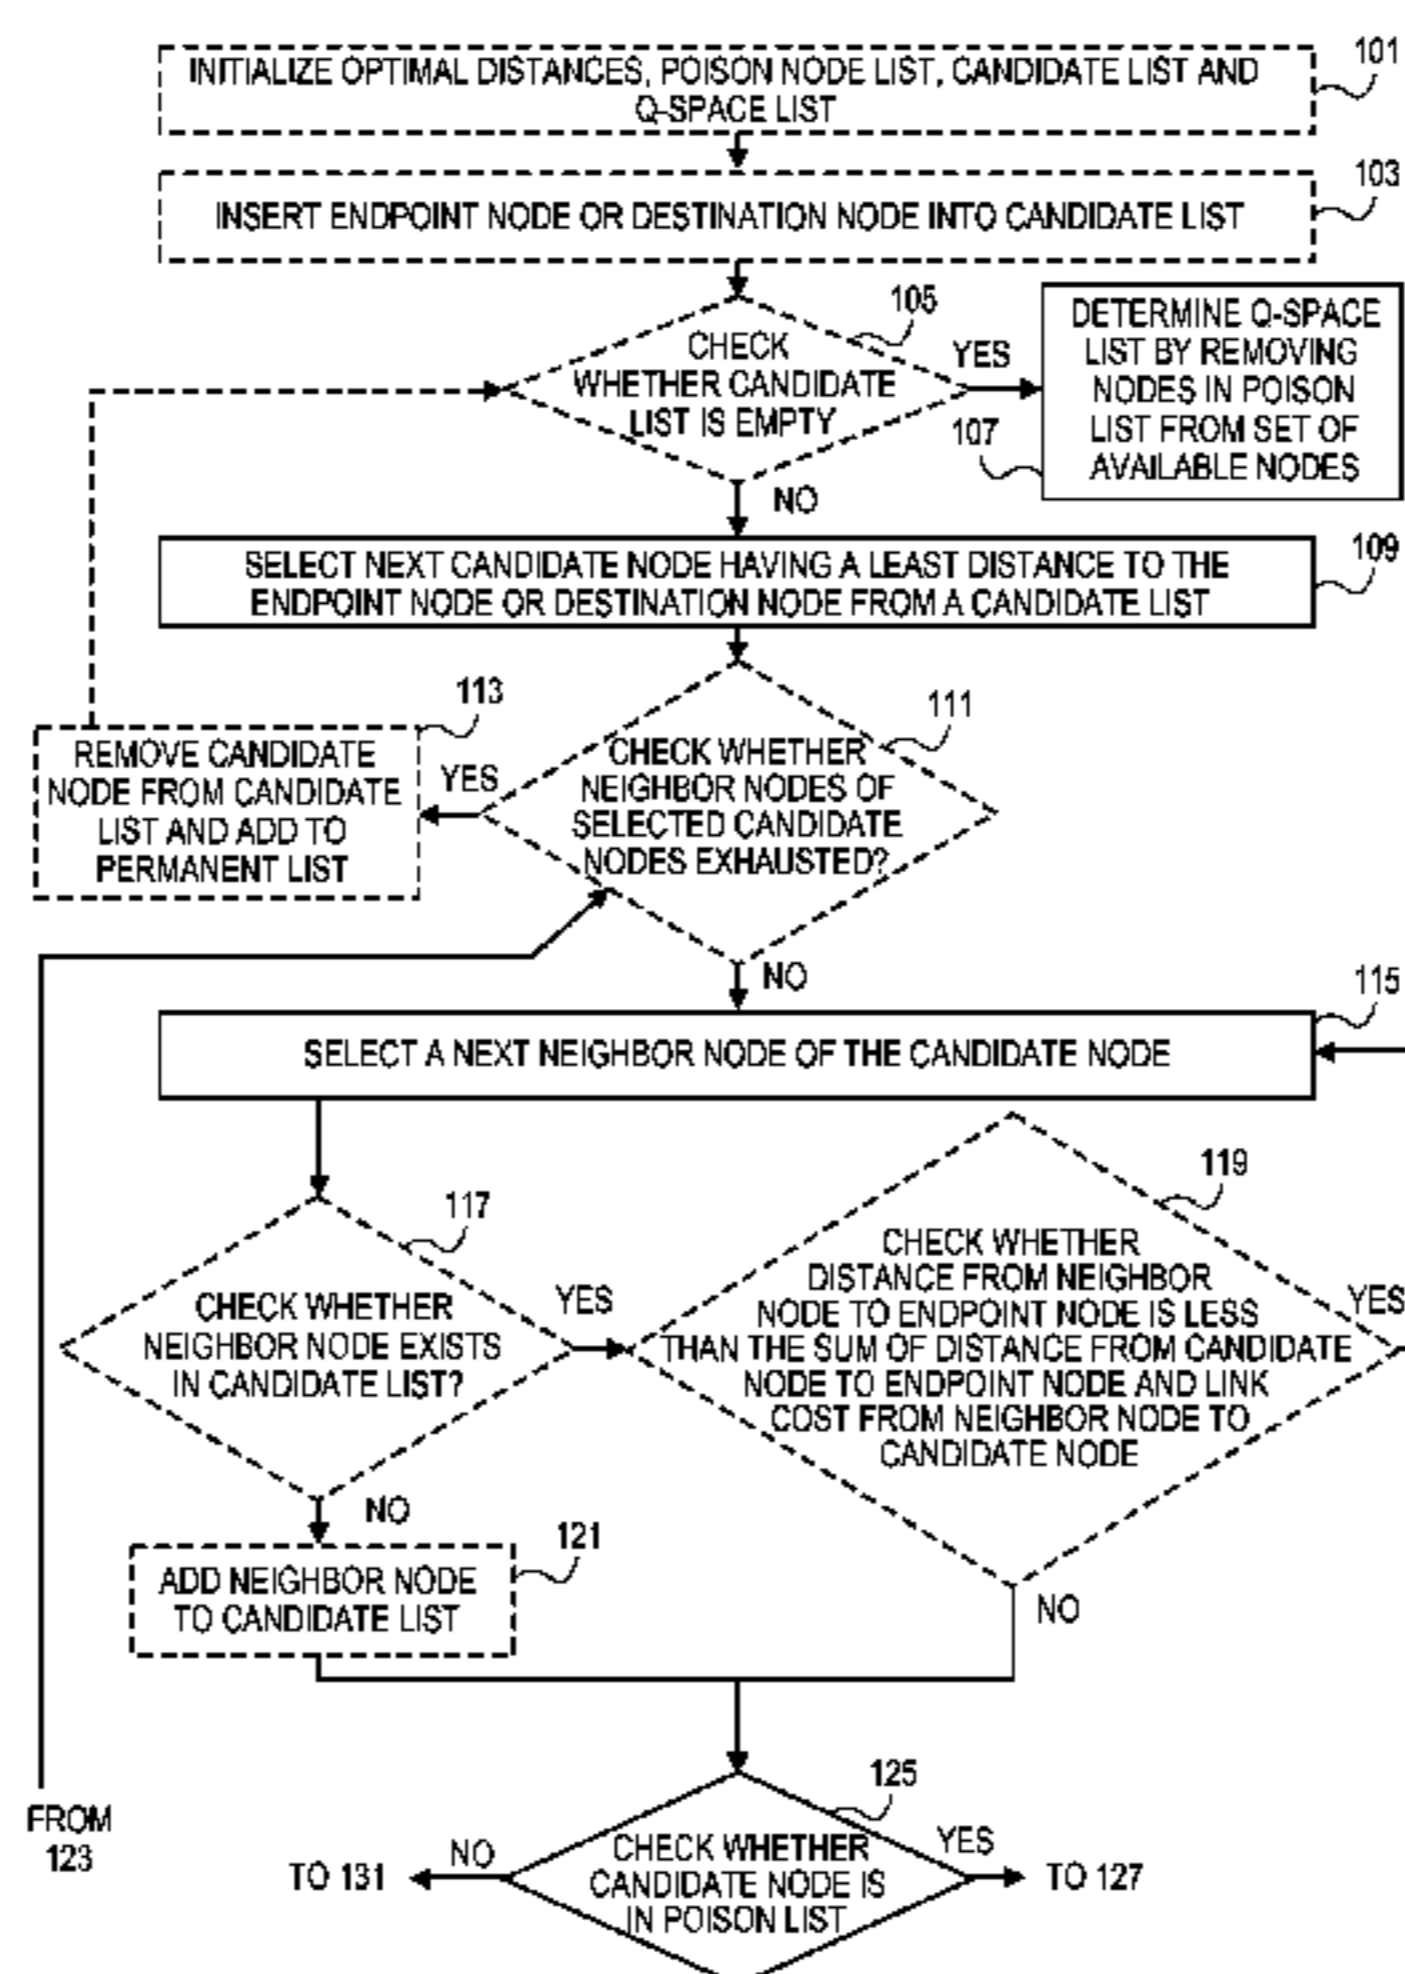 INITIALIZE OPTIMAL DISTANCES, POISON NODE LIST, CANDIDATE LIST AND
Q-SPACE LIST
101
INSERT ENDPOINT NODE OR DESTINATION NODE INTO CANDIDATE LIST
103
CHECK
WHETHER CANDIDATE
LIST IS EMPTY
105
YES
NO
DETERMINE Q-SPACE
LIST BY REMOVING
NODES IN POISON
LIST FROM SET OF
AVAILABLE NODES
107
SELECT NEXT CANDIDATE NODE HAVING A LEAST DISTANCE TO THE
ENDPOINT NODE OR DESTINATION NODE FROM A CANDIDATE LIST
109
CHECK WHETHER
NEIGHBOR NODES OF
SELECTED CANDIDATE
NODES EXHAUSTED?
111
YES
NO
REMOVE CANDIDATE
NODE FROM CANDIDATE
LIST AND ADD TO
PERMANENT LIST
113
SELECT A NEXT NEIGHBOR NODE OF THE CANDIDATE NODE
115
CHECK WHETHER
NEIGHBOR NODE EXISTS
IN CANDIDATE LIST?
117
YES
NO
CHECK WHETHER
DISTANCE FROM NEIGHBOR
NODE TO ENDPOINT NODE IS LESS
THAN THE SUM OF DISTANCE FROM CANDIDATE
NODE TO ENDPOINT NODE AND LINK
COST FROM NEIGHBOR NODE TO
CANDIDATE NODE
119
YES
NO
ADD NEIGHBOR NODE
TO CANDIDATE LIST
121
FROM
123
CHECK WHETHER
CANDIDATE NODE IS
IN POISON LIST
125
NO
TO 131
YES
TO 127